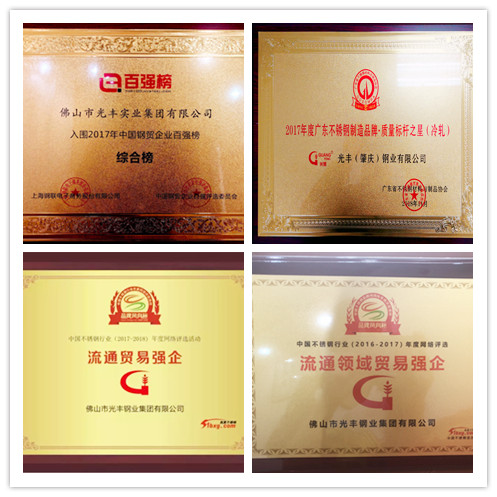 百强榜
佛山市光丰实业集团有限公司
入围2017年中国钢贸企业百强榜
综合榜
2017年度广东不锈钢制造品牌·质量标杆之星（冷轧）
光丰（肇庆）钢业有限公司
广东省不锈钢材料与制品协会
中国不锈钢行业（2017-2018）年度网络评选活动
流通贸易强企
佛山市光丰钢业集团有限公司
中国不锈钢行业（2016-2017）年度网络评选
流通领域贸易强企
佛山市光丰钢业集团有限公司